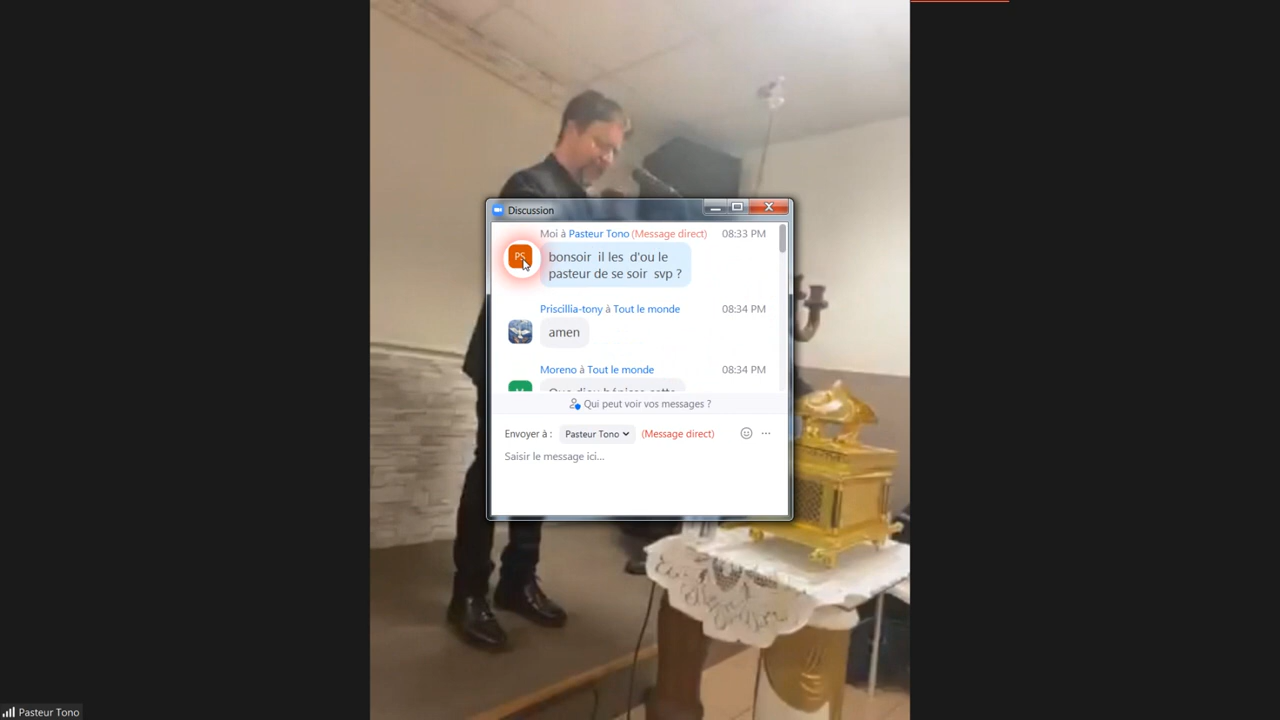 Discussion
Moi à Pasteur Tono (Message direct) 08:33 PM
PS
bonsoir il les d'ou le
pasteur de se soir svp ?
Priscillia-tony à Tout le monde 08:34 PM
amen
Moreno à Tout le monde 08:34 PM
Qui peut voir vos messages ?
Envoyer à : Pasteur Tono (Message direct)
Saisir le message ici...
Pasteur Tono